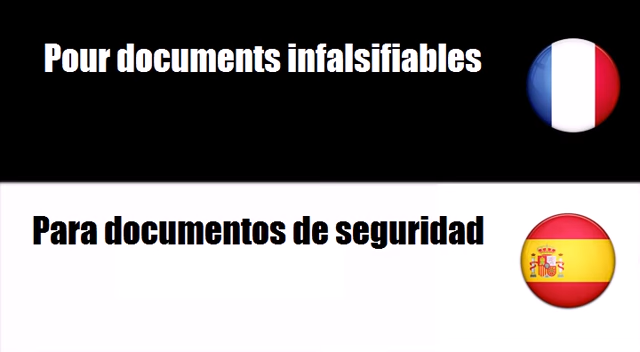 Pour documents infalsifiables
Para documentos de seguridad